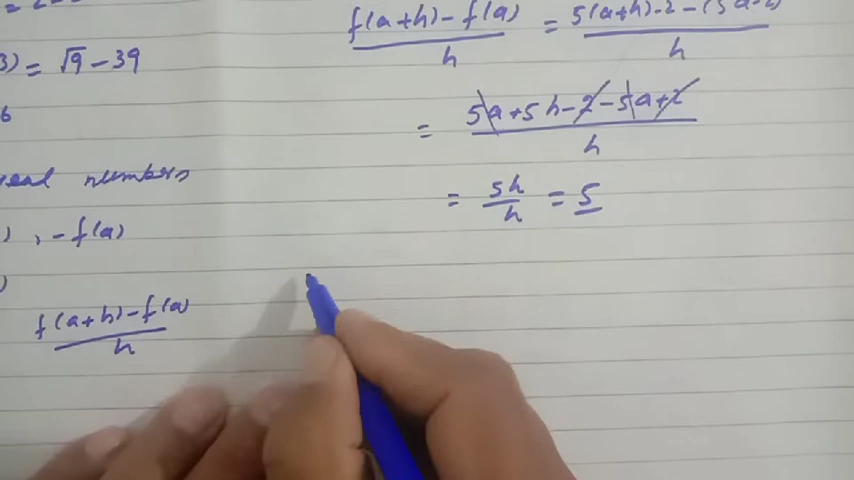 3) = √9 - 39
6
real numbers
) , - f(a)
)
f(a+h) - f(a)
h
f(a+h) - f(a) = 5(a+h) - 2 - (5a-2)
h h
= 5a + 5h - 2 - 5a + 2
h
= 5h = 5
h